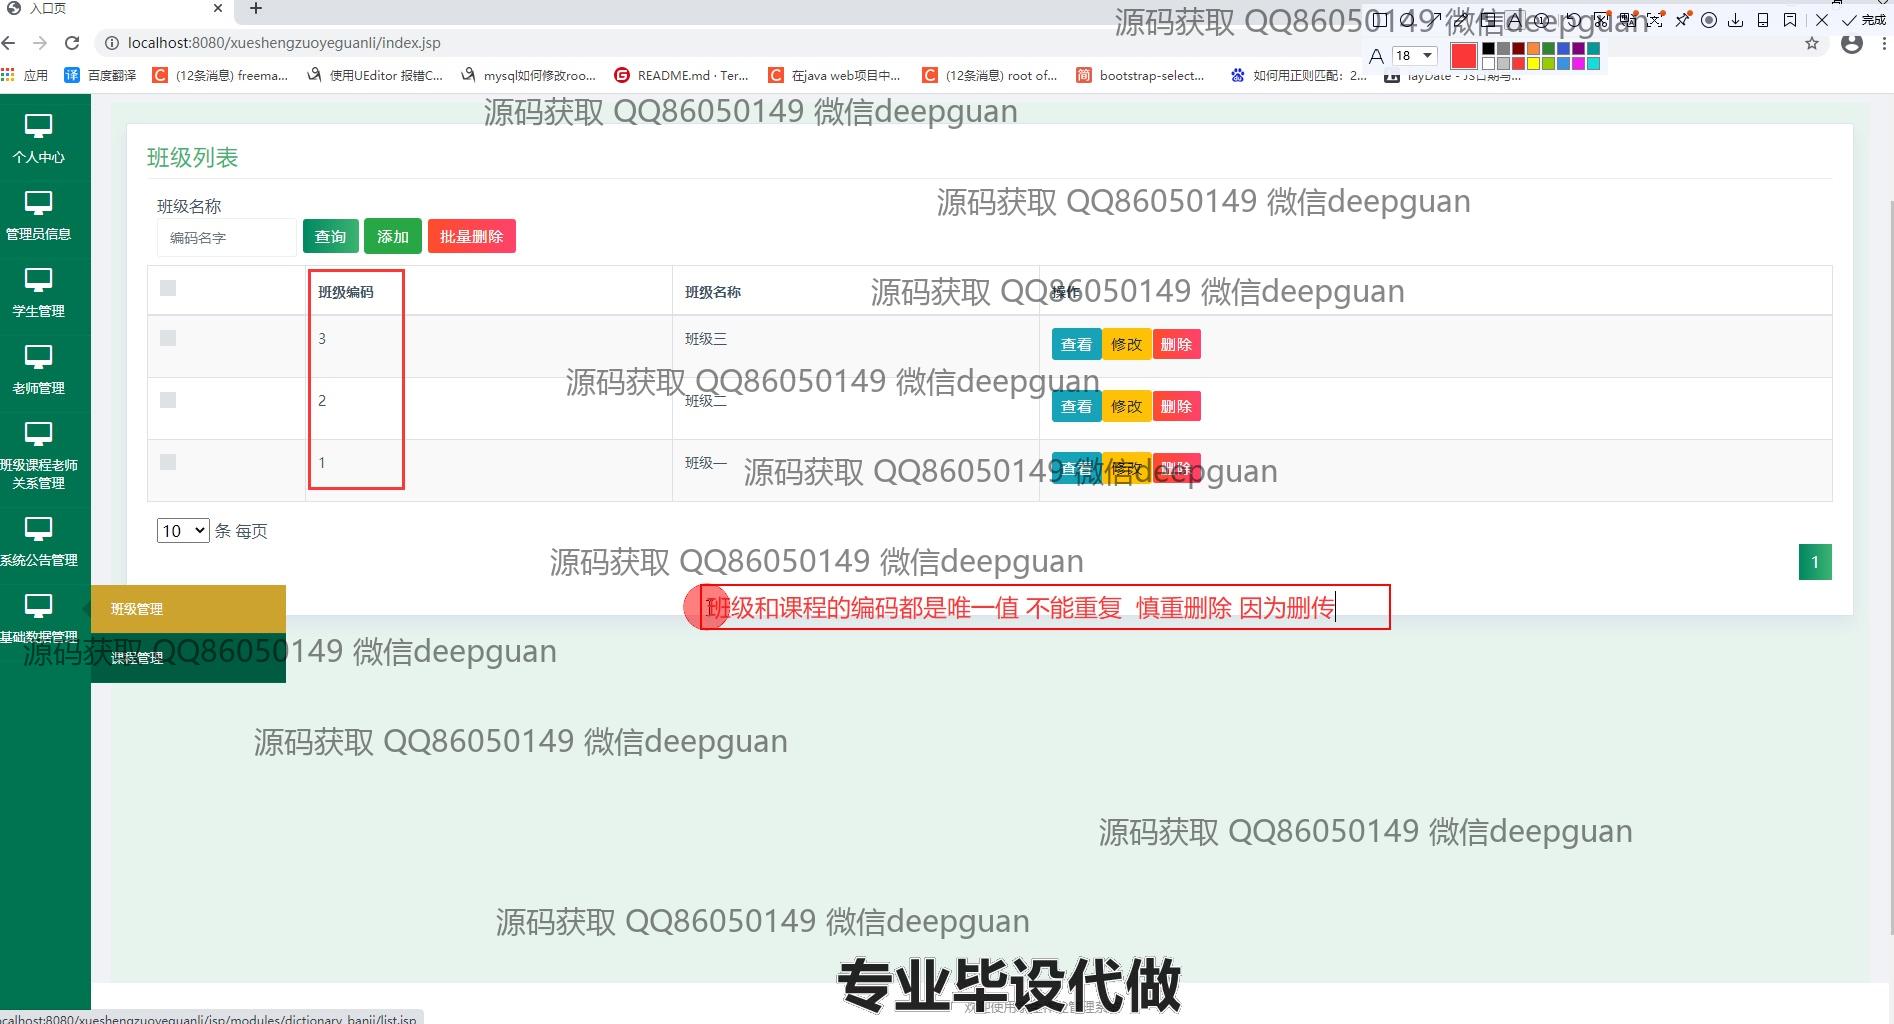 入口页
localhost:8080/xueshengzuoyeguanli/index.jsp
源码获取 QQ86050149 微信deepguan
完成
18
应用
百度翻译
(12条消息) freema...
使用UEditor 报错C...
mysql如何修改roo...
README.md · Ter...
在java web项目中...
(12条消息) root of...
bootstrap-select...
如何用正则匹配：2...
layDate - JS日期与...
源码获取 QQ86050149 微信deepguan
个人中心
管理员信息
学生管理
老师管理
班级课程老师
关系管理
系统公告管理
基础数据管理
班级管理
课程管理
班级列表
源码获取 QQ86050149 微信deepguan
班级名称
编码名字
查询
添加
批量删除
班级编码
班级名称
操作
源码获取 QQ86050149 微信deepguan
3
班级三
查看
修改
删除
源码获取 QQ86050149 微信deepguan
2
班级二
查看
修改
删除
1
班级一
查看
修改
删除
源码获取 QQ86050149 微信deepguan
10
条 每页
源码获取 QQ86050149 微信deepguan
1
班级和课程的编码都是唯一值 不能重复 慎重删除 因为删传
源码获取 QQ86050149 微信deepguan
源码获取 QQ86050149 微信deepguan
源码获取 QQ86050149 微信deepguan
源码获取 QQ86050149 微信deepguan
专业毕设代做
localhost:8080/xueshengzuoyeguanli/jsp/modules/dictionary_banji/list.jsp